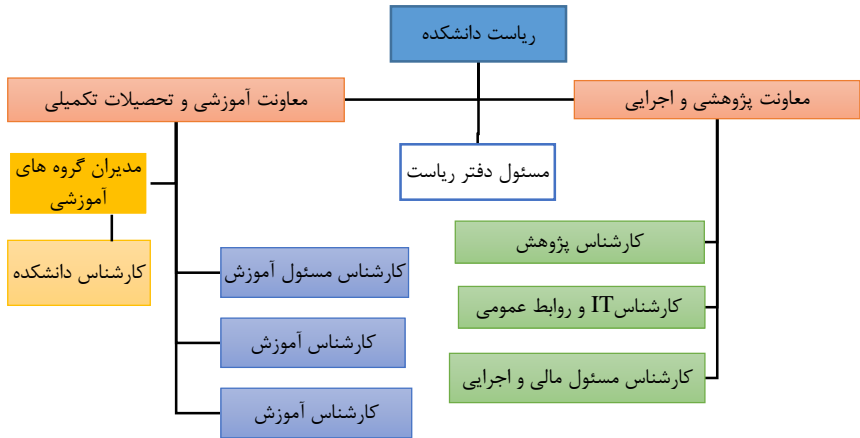 ریاست دانشکده
معاونت پژوهشی و اجرایی
معاونت آموزشی و تحصیلات تکمیلی
مسئول دفتر ریاست
مدیران گروه های
آموزشی
کارشناس دانشکده
کارشناس پژوهش
کارشناسIT و روابط عمومی
کارشناس مسئول مالی و اجرایی
کارشناس مسئول آموزش
کارشناس آموزش
کارشناس آموزش